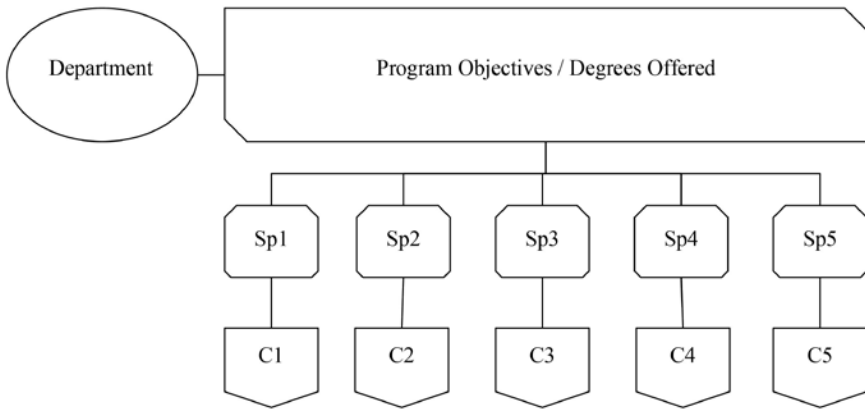 Department
Program Objectives / Degrees Offered
Sp1
Sp2
Sp3
Sp4
Sp5
C1
C2
C3
C4
C5